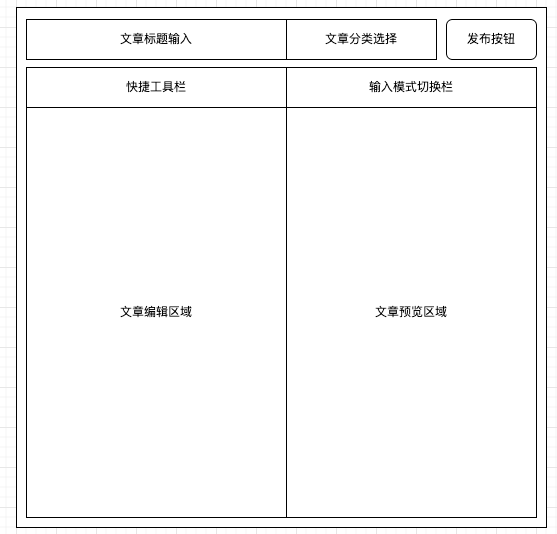 文章标题输入
文章分类选择
发布按钮
快捷工具栏
输入模式切换栏
文章编辑区域
文章预览区域